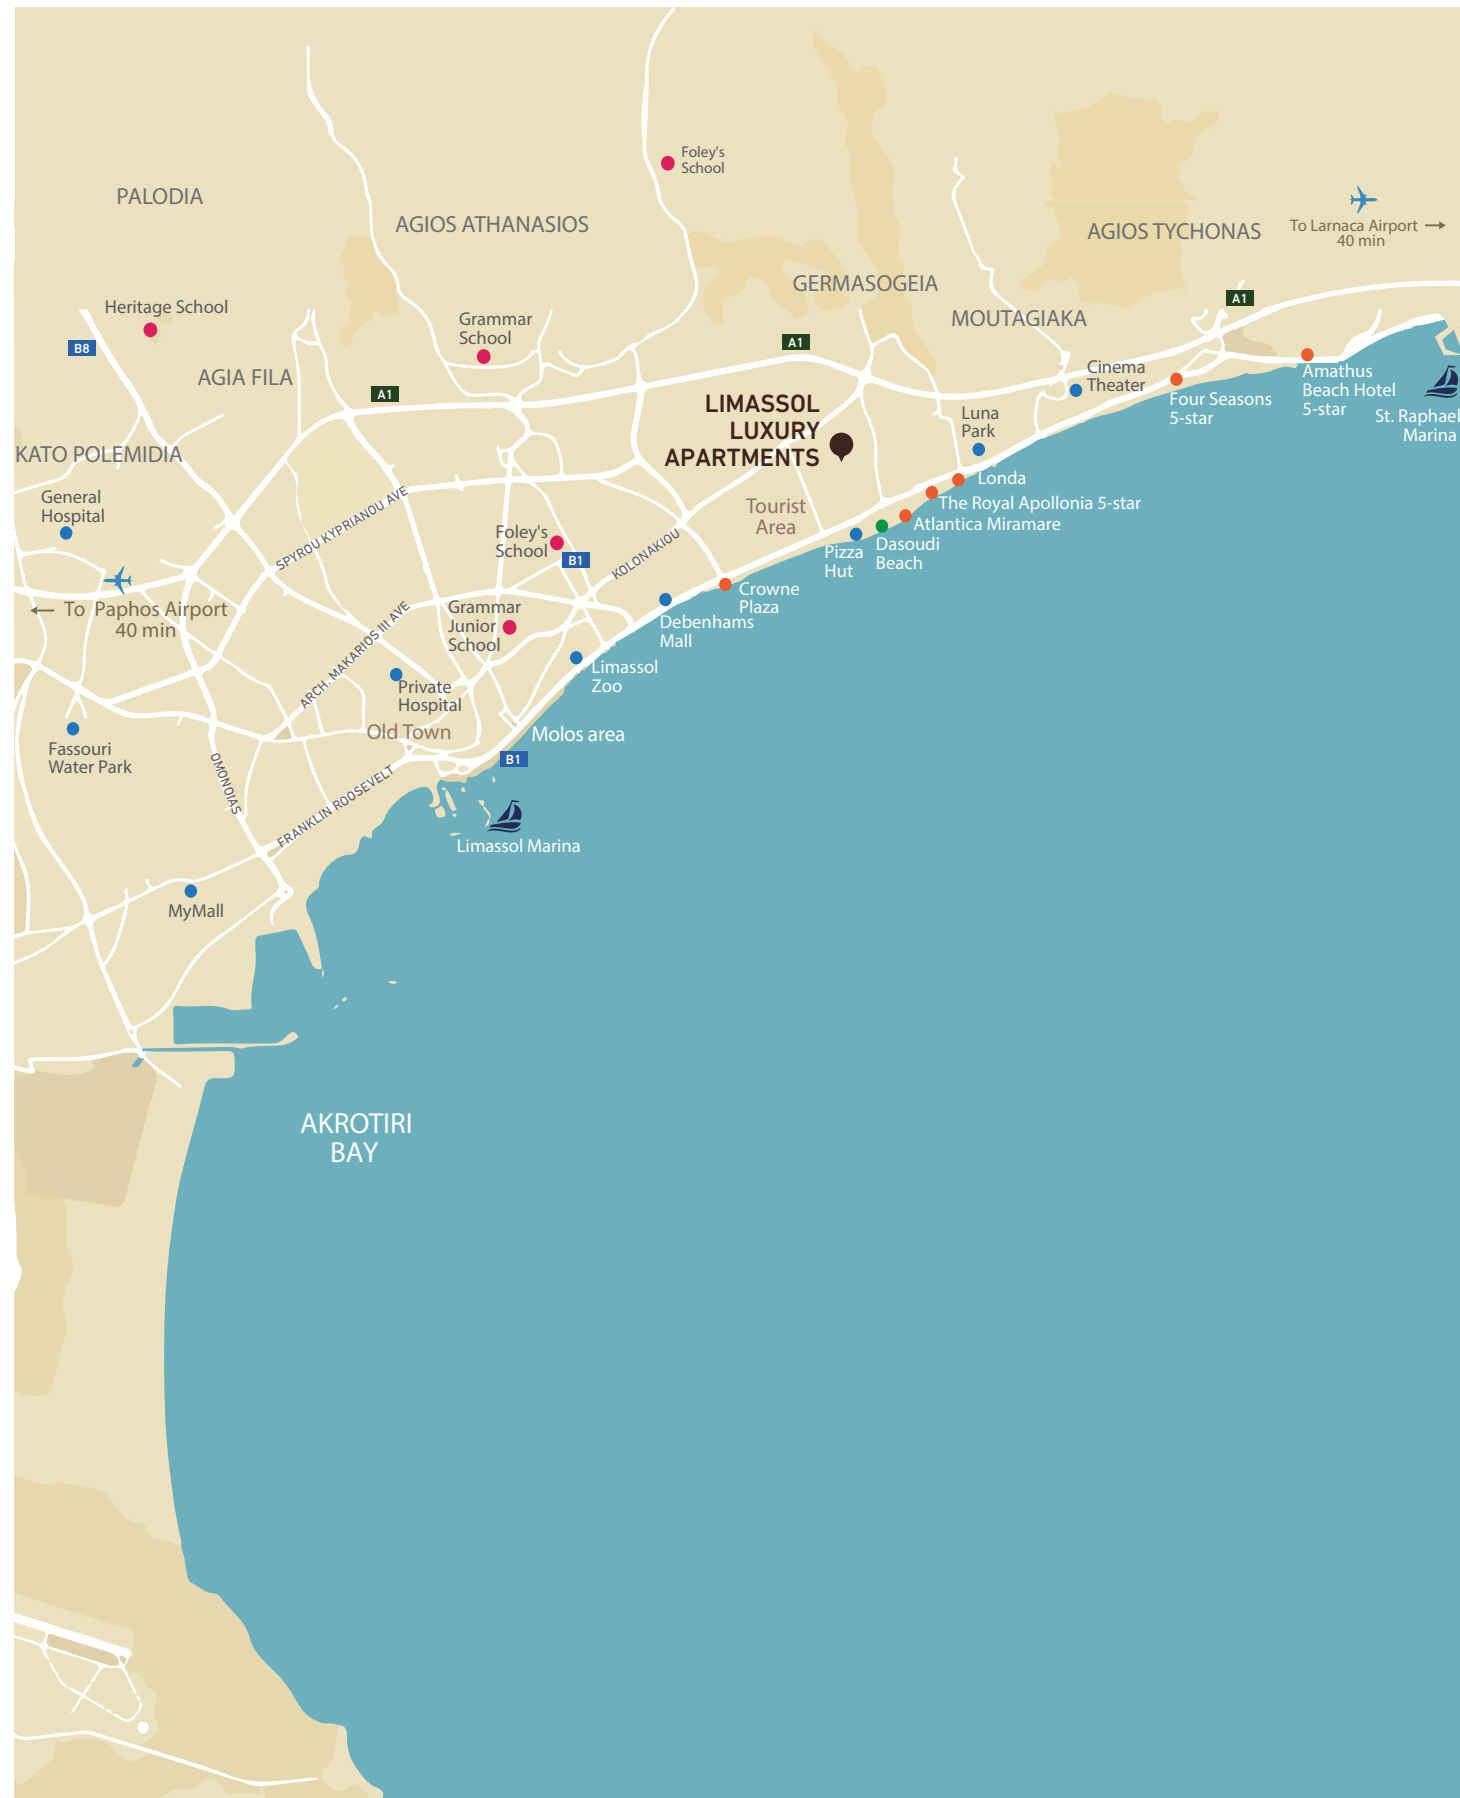 Foley's
School
PALODIA
AGIOS ATHANASIOS
AGIOS TYCHONAS
To Larnaca Airport
40 min
GERMASOGEIA
A1
Heritage School
MOUTAGIAKA
Grammar
School
A1
B8
AGIA FILA
Cinema
Theater
Amathus
Beach Hotel
5-star
A1
Four Seasons
5-star
St. Raphael
Marina
LIMASSOL
LUXURY
APARTMENTS
Luna
Park
KATO POLEMIDIA
Londa
General
Hospital
SPYROU KYPRIANOU AVE
Tourist
Area
The Royal Apollonia 5-star
Atlantica Miramare
Foley's
School
B1
KOLONAKIOU
Pizza
Hut
Dasoudi
Beach
To Paphos Airport
40 min
Crowne
Plaza
Grammar
Junior
School
ARCH. MAKARIOS III AVE
Debenhams
Mall
Limassol
Zoo
Private
Hospital
Old Town
Molos area
Fassouri
Water Park
B1
OMONOIAS
FRANKLIN ROOSEVELT
Limassol Marina
MyMall
AKROTIRI
BAY